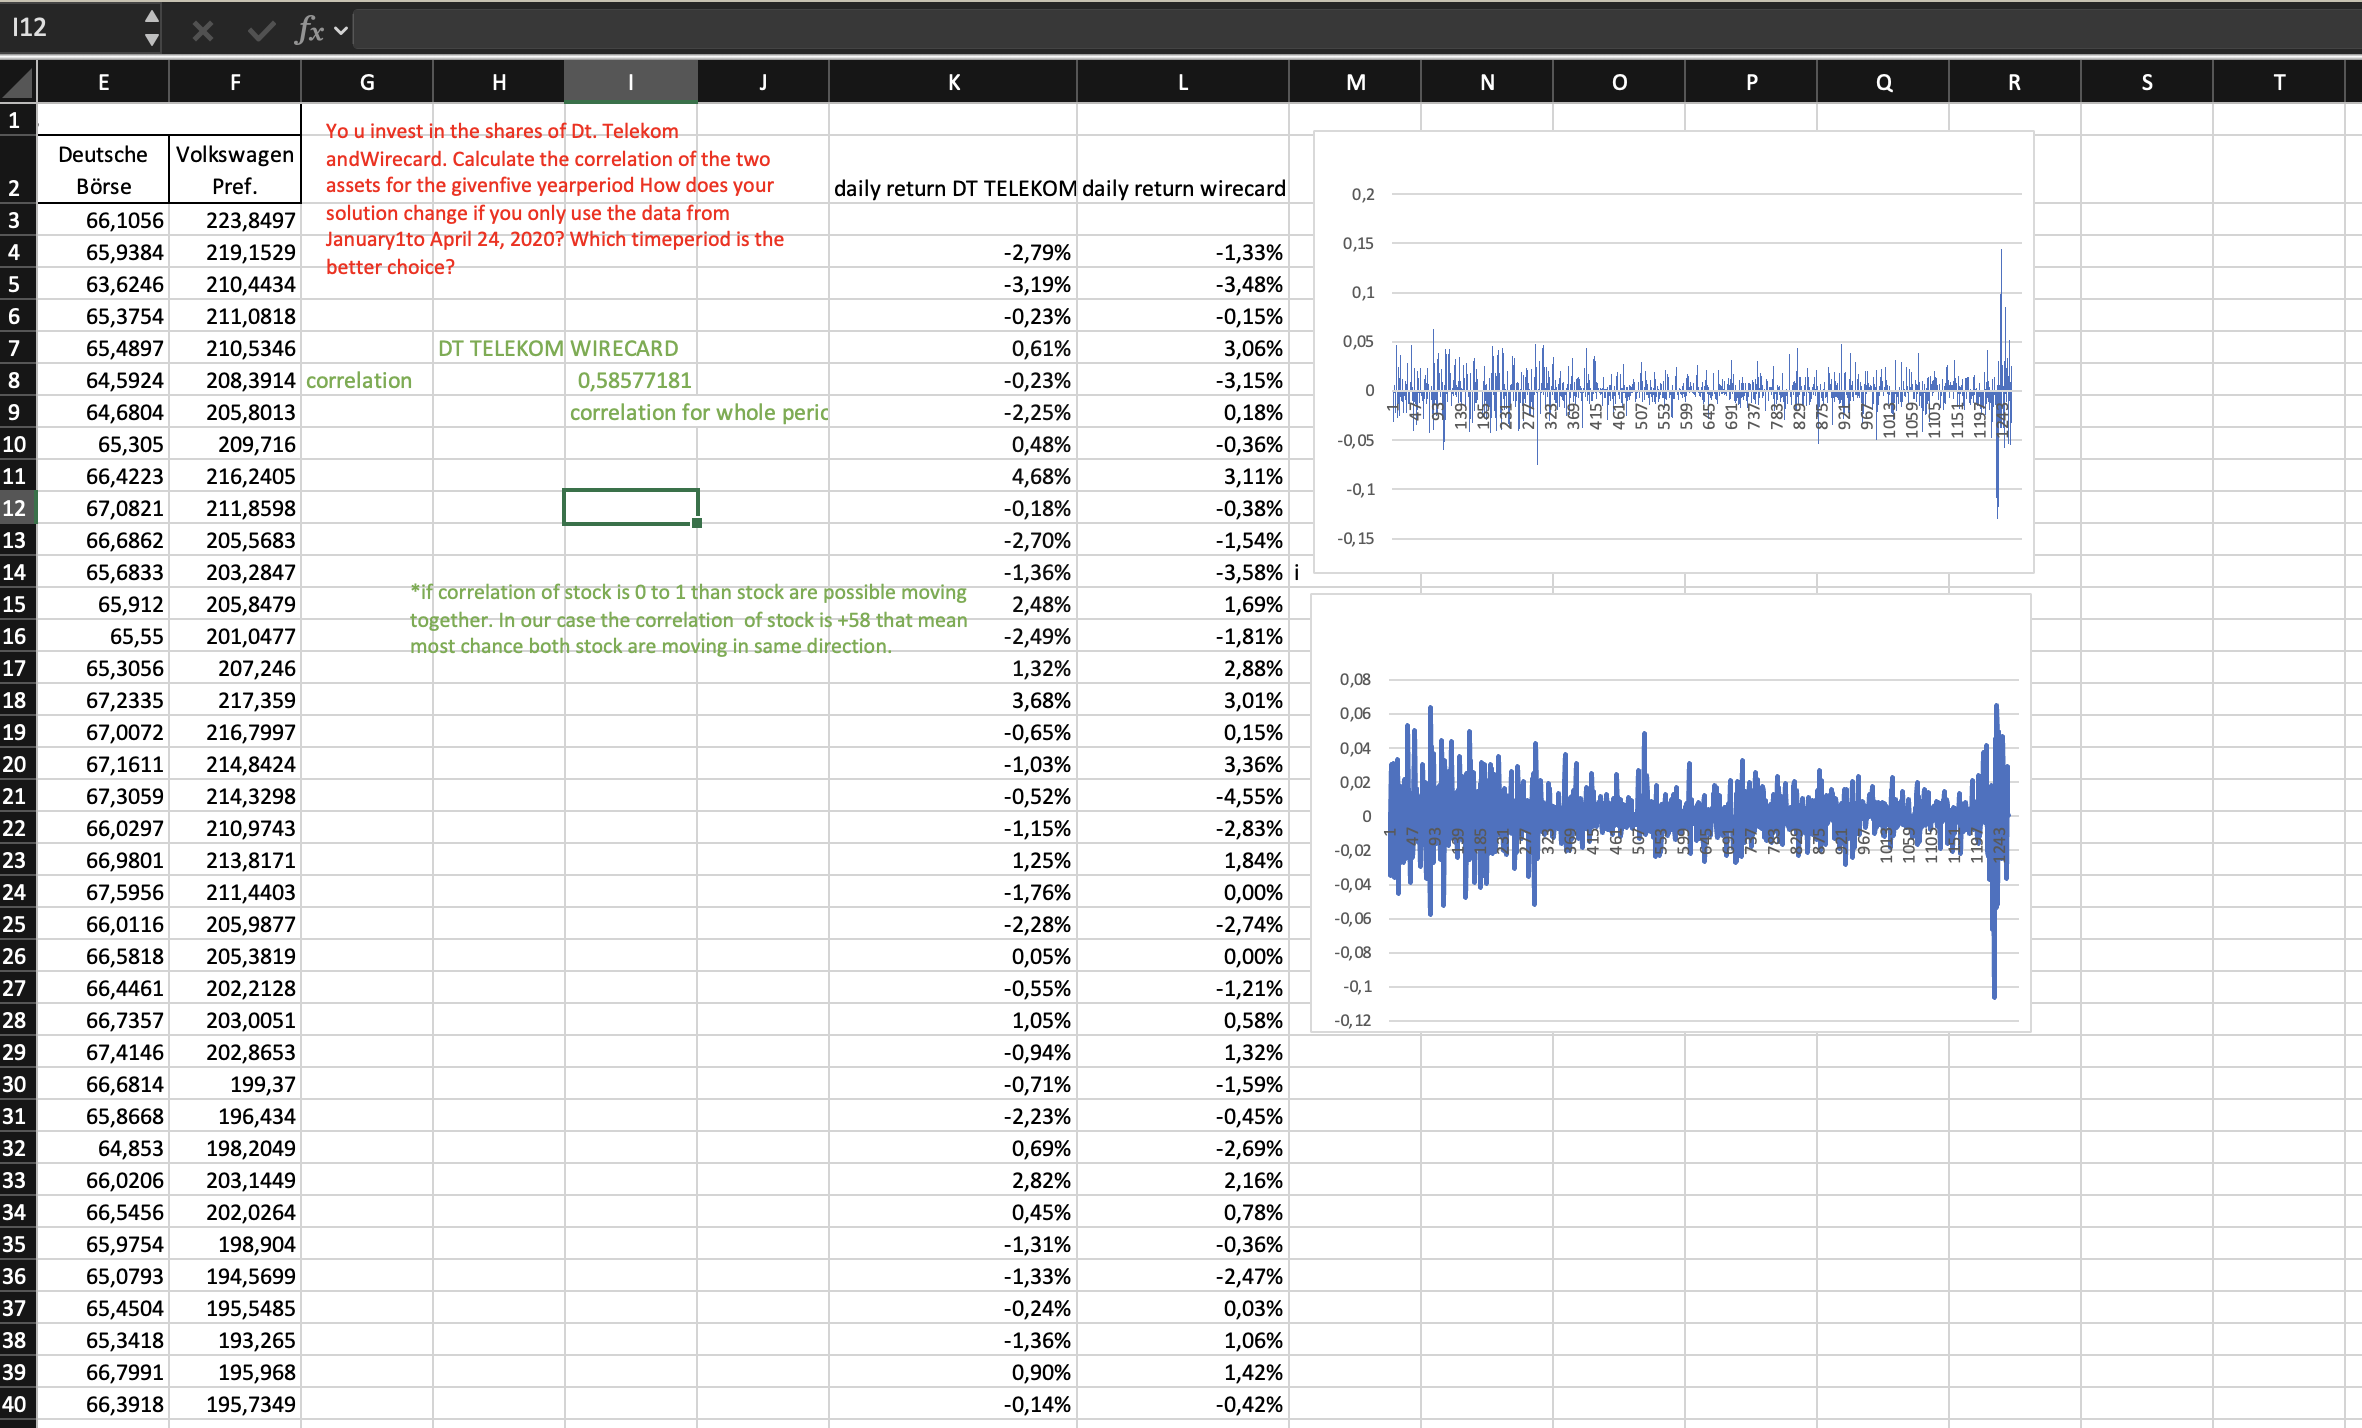 I12
fx
E F G H I J K L M N O P Q R S T
1 Yo u invest in the shares of Dt. Telekom
andWirecard. Calculate the correlation of the two
assets for the givenfive yearperiod How does your
solution change if you only use the data from
January1to April 24, 2020? Which timeperiod is the
better choice?
2 Deutsche Börse Volkswagen Pref. daily return DT TELEKOM daily return wirecard
3 66,1056 223,8497
4 65,9384 219,1529 -2,79% -1,33%
5 63,6246 210,4434 -3,19% -3,48%
6 65,3754 211,0818 -0,23% -0,15%
7 65,4897 210,5346 DT TELEKOM WIRECARD 0,61% 3,06%
8 64,5924 208,3914 correlation 0,58577181 -0,23% -3,15%
9 64,6804 205,8013 correlation for whole peric -2,25% 0,18%
10 65,305 209,716 0,48% -0,36%
11 66,4223 216,2405 4,68% 3,11%
12 67,0821 211,8598 -0,18% -0,38%
13 66,6862 205,5683 -2,70% -1,54%
14 65,6833 203,2847 -1,36% -3,58% i
*if correlation of stock is 0 to 1 than stock are possible moving
together. In our case the correlation of stock is +58 that mean
most chance both stock are moving in same direction.
15 65,912 205,8479 2,48% 1,69%
16 65,55 201,0477 -2,49% -1,81%
17 65,3056 207,246 1,32% 2,88%
18 67,2335 217,359 3,68% 3,01%
19 67,0072 216,7997 -0,65% 0,15%
20 67,1611 214,8424 -1,03% 3,36%
21 67,3059 214,3298 -0,52% -4,55%
22 66,0297 210,9743 -1,15% -2,83%
23 66,9801 213,8171 1,25% 1,84%
24 67,5956 211,4403 -1,76% 0,00%
25 66,0116 205,9877 -2,28% -2,74%
26 66,5818 205,3819 0,05% 0,00%
27 66,4461 202,2128 -0,55% -1,21%
28 66,7357 203,0051 1,05% 0,58%
29 67,4146 202,8653 -0,94% 1,32%
30 66,6814 199,37 -0,71% -1,59%
31 65,8668 196,434 -2,23% -0,45%
32 64,853 198,2049 0,69% -2,69%
33 66,0206 203,1449 2,82% 2,16%
34 66,5456 202,0264 0,45% 0,78%
35 65,9754 198,904 -1,31% -0,36%
36 65,0793 194,5699 -1,33% -2,47%
37 65,4504 195,5485 -0,24% 0,03%
38 65,3418 193,265 -1,36% 1,06%
39 66,7991 195,968 0,90% 1,42%
40 66,3918 195,7349 -0,14% -0,42%
0,2
0,15
0,1
0,05
0
-0,05
-0,1
-0,15
1 47 93 139 185 231 277 323 369 415 461 507 553 599 645 691 737 783 829 875 921 967 1013 1059 1105 1151 1197 1243
0,08
0,06
0,04
0,02
0
-0,02
-0,04
-0,06
-0,08
-0,1
-0,12
1 47 93 139 185 231 277 323 369 415 461 507 553 599 645 691 737 783 829 875 921 967 1013 1059 1105 1151 1197 1243